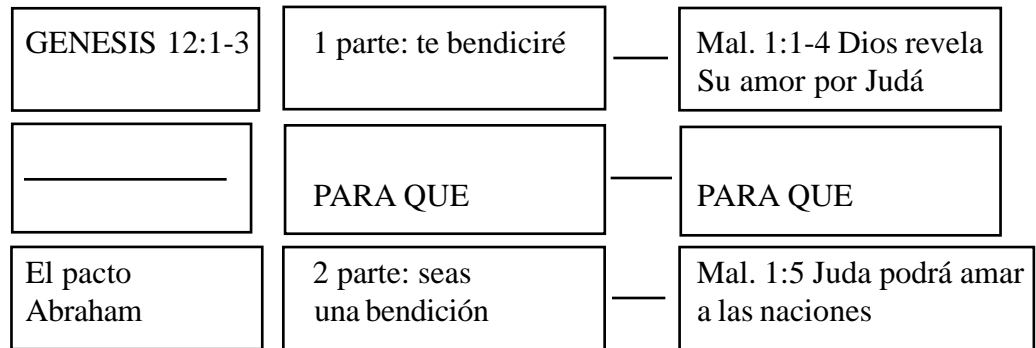 GENESIS 12:1-3
1 parte: te bendiciré
Mal. 1:1-4 Dios revela
Su amor por Judá
PARA QUE
PARA QUE
El pacto
Abraham
2 parte: seas
una bendición
Mal. 1:5 Juda podrá amar
a las naciones